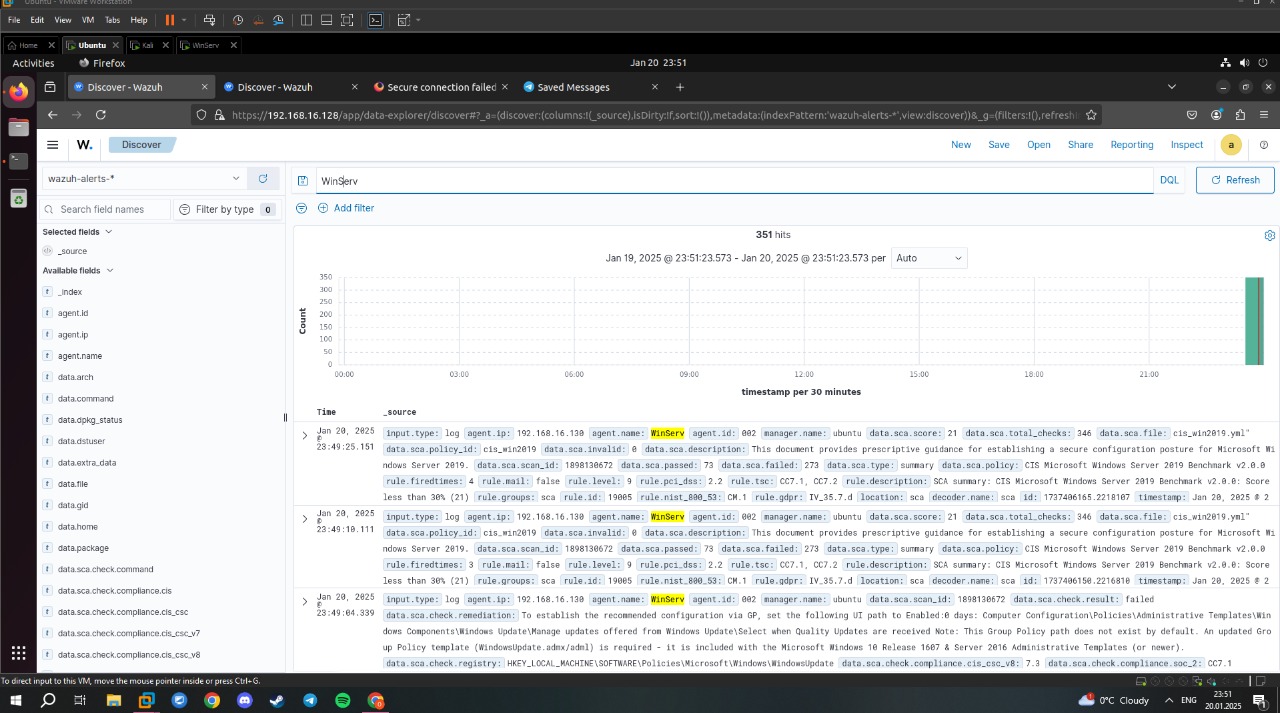 Ubuntu - VMware Workstation
File Edit View VM Tabs Help
Home Ubuntu Kali WinServ
Activities Firefox Jan 20 23:51
Discover - Wazuh Discover - Wazuh Secure connection failed Saved Messages
https://192.168.16.128/app/data-explorer/discover#?_a=(discover:(columns:!(_source),isDirty:!f,sort:!()),metadata:(indexPattern:'wazuh-alerts-*',view:discover))&_g=(filters:!(),refresh
W. Discover New Save Open Share Reporting Inspect a
wazuh-alerts-* WinServ DQL Refresh
Search field names Filter by type 0 Add filter
Selected fields
_source
Available fields
_index
agent.id
agent.ip
agent.name
data.arch
data.command
data.dpkg_status
data.dstuser
data.extra_data
data.file
data.gid
data.home
data.package
data.sca.check.command
data.sca.check.compliance.cis
data.sca.check.compliance.cis_csc
data.sca.check.compliance.cis_csc_v7
data.sca.check.compliance.cis_csc_v8
351 hits
Jan 19, 2025 @ 23:51:23.573 - Jan 20, 2025 @ 23:51:23.573 per Auto
Count
350
300
250
200
150
100
50
0
00:00 03:00 06:00 09:00 12:00 15:00 18:00 21:00
timestamp per 30 minutes
Time _source
Jan 20, 2025 @ 23:49:25.151
input.type: log agent.ip: 192.168.16.130 agent.name: WinServ agent.id: 002 manager.name: ubuntu data.sca.score: 21 data.sca.total_checks: 346 data.sca.file: cis_win2019.yml"
data.sca.policy_id: cis_win2019 data.sca.invalid: 0 data.sca.description: This document provides prescriptive guidance for establishing a secure configuration posture for Microsoft Wi
ndows Server 2019. data.sca.scan_id: 1898130672 data.sca.passed: 73 data.sca.failed: 273 data.sca.type: summary data.sca.policy: CIS Microsoft Windows Server 2019 Benchmark v2.0.0
rule.firedtimes: 4 rule.mail: false rule.level: 9 rule.pci_dss: 2.2 rule.tsc: CC7.1, CC7.2 rule.description: SCA summary: CIS Microsoft Windows Server 2019 Benchmark v2.0.0: Score
less than 30% (21) rule.groups: sca rule.id: 19005 rule.nist_800_53: CM.1 rule.gdpr: IV_35.7.d location: sca decoder.name: sca id: 1737406165.2218107 timestamp: Jan 20, 2025 @ 2
Jan 20, 2025 @ 23:49:10.111
input.type: log agent.ip: 192.168.16.130 agent.name: WinServ agent.id: 002 manager.name: ubuntu data.sca.score: 21 data.sca.total_checks: 346 data.sca.file: cis_win2019.yml"
data.sca.policy_id: cis_win2019 data.sca.invalid: 0 data.sca.description: This document provides prescriptive guidance for establishing a secure configuration posture for Microsoft Wi
ndows Server 2019. data.sca.scan_id: 1898130672 data.sca.passed: 73 data.sca.failed: 273 data.sca.type: summary data.sca.policy: CIS Microsoft Windows Server 2019 Benchmark v2.0.0
rule.firedtimes: 3 rule.mail: false rule.level: 9 rule.pci_dss: 2.2 rule.tsc: CC7.1, CC7.2 rule.description: SCA summary: CIS Microsoft Windows Server 2019 Benchmark v2.0.0: Score
less than 30% (21) rule.groups: sca rule.id: 19005 rule.nist_800_53: CM.1 rule.gdpr: IV_35.7.d location: sca decoder.name: sca id: 1737406150.2216810 timestamp: Jan 20, 2025 @ 2
Jan 20, 2025 @ 23:49:04.339
input.type: log agent.ip: 192.168.16.130 agent.name: WinServ agent.id: 002 manager.name: ubuntu data.sca.scan_id: 1898130672 data.sca.check.result: failed
data.sca.check.remediation: To establish the recommended configuration via GP, set the following UI path to Enabled:0 days: Computer Configuration\Policies\Administrative Templates\Win
dows Components\Windows Update\Manage updates offered from Windows Update\Select when Quality Updates are received Note: This Group Policy path does not exist by default. An updated Gro
up Policy template (WindowsUpdate.admx/adml) is required - it is included with the Microsoft Windows 10 Release 1607 & Server 2016 Administrative Templates (or newer).
data.sca.check.registry: HKEY_LOCAL_MACHINE\SOFTWARE\Policies\Microsoft\Windows\WindowsUpdate data.sca.check.compliance.cis_csc_v8: 7.3 data.sca.check.compliance.soc_2: CC7.1
To direct input to this VM, move the mouse pointer inside or press Ctrl+G.
0°C Cloudy ENG 23:51
20.01.2025